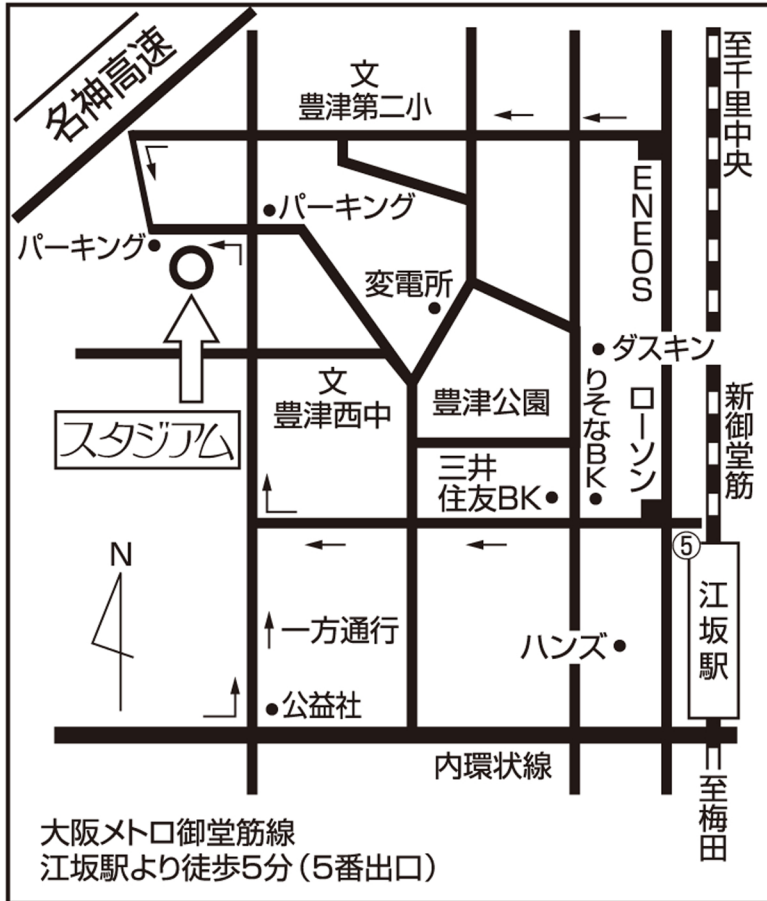 名神高速
文
豊津第二小
至千里中央
パーキング
ENEOS
パーキング
変電所
ダスキン
スタジアム
文
豊津西中
豊津公園
りそなBK
ローソン
新御堂筋
三井
住友BK
⑤
N
江坂駅
一方通行
ハンズ
公益社
内環状線
至梅田
大阪メトロ御堂筋線
江坂駅より徒歩5分(5番出口)